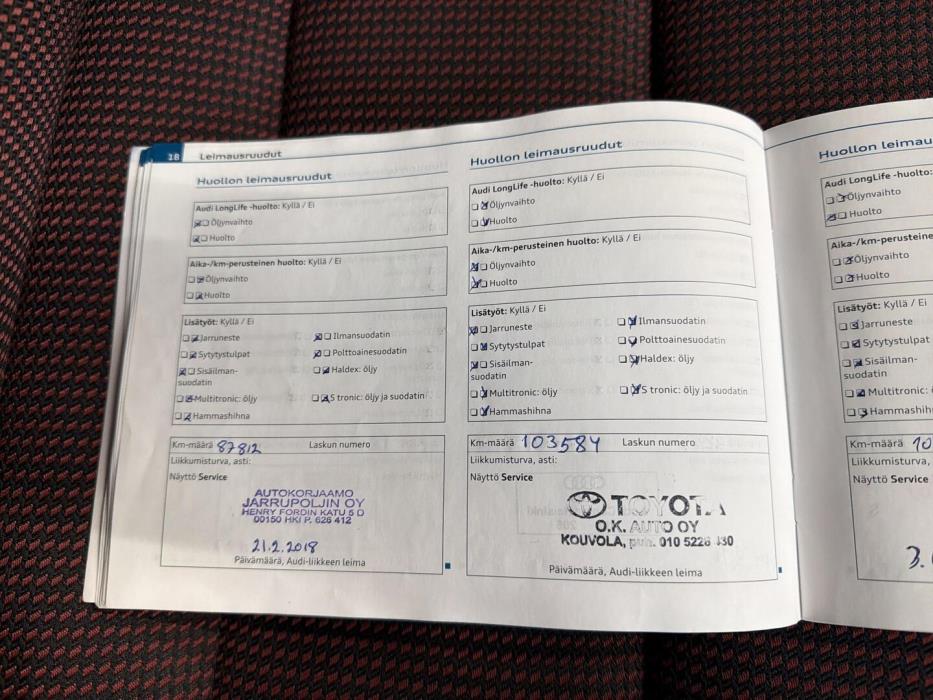 18 Leimausruudut
Huollon leimausruudut
Audi LongLife -huolto: Kyllä / Ei
Öljynvaihto
Huolto
Aika-/km-perusteinen huolto: Kyllä / Ei
Öljynvaihto
Huolto
Lisätyöt: Kyllä / Ei
Jarruneste
Ilmansuodatin
Sytytystulpat
Polttoainesuodatin
Sisäilman-
suodatin
Haldex: öljy
Multitronic: öljy
S tronic: öljy ja suodatin
Hammashihna
Km-määrä 87812 Laskun numero
Liikkumisturva, asti:
Näyttö Service
AUTOKORJAAMO
JARRUPOLJIN OY
HENRY FORDIN KATU 5 D
00150 HKI P. 626 412
21.2.2018
Päivämäärä, Audi-liikkeen leima
Huollon leimausruudut
Audi LongLife -huolto: Kyllä / Ei
Öljynvaihto
Huolto
Aika-/km-perusteinen huolto: Kyllä / Ei
Öljynvaihto
Huolto
Lisätyöt: Kyllä / Ei
Jarruneste
Ilmansuodatin
Sytytystulpat
Polttoainesuodatin
Sisäilman-
suodatin
Haldex: öljy
Multitronic: öljy
S tronic: öljy ja suodatin
Hammashihna
Km-määrä 103584 Laskun numero
Liikkumisturva, asti:
Näyttö Service
TOYOTA
O.K. AUTO OY
KOUVOLA, puh. 010 5226
Päivämäärä, Audi-liikkeen leima
Huollon leimau
Audi LongLife -huolto:
Öljynvaihto
Huolto
Aika-/km-perusteine
Öljynvaihto
Huolto
Lisätyöt: Kyllä / Ei
Jarruneste
Sytytystulpat
Sisäilman-
suodatin
Multitronic:
Hammashih
Km-määrä 10
Liikkumisturva,
Näyttö Service
3.